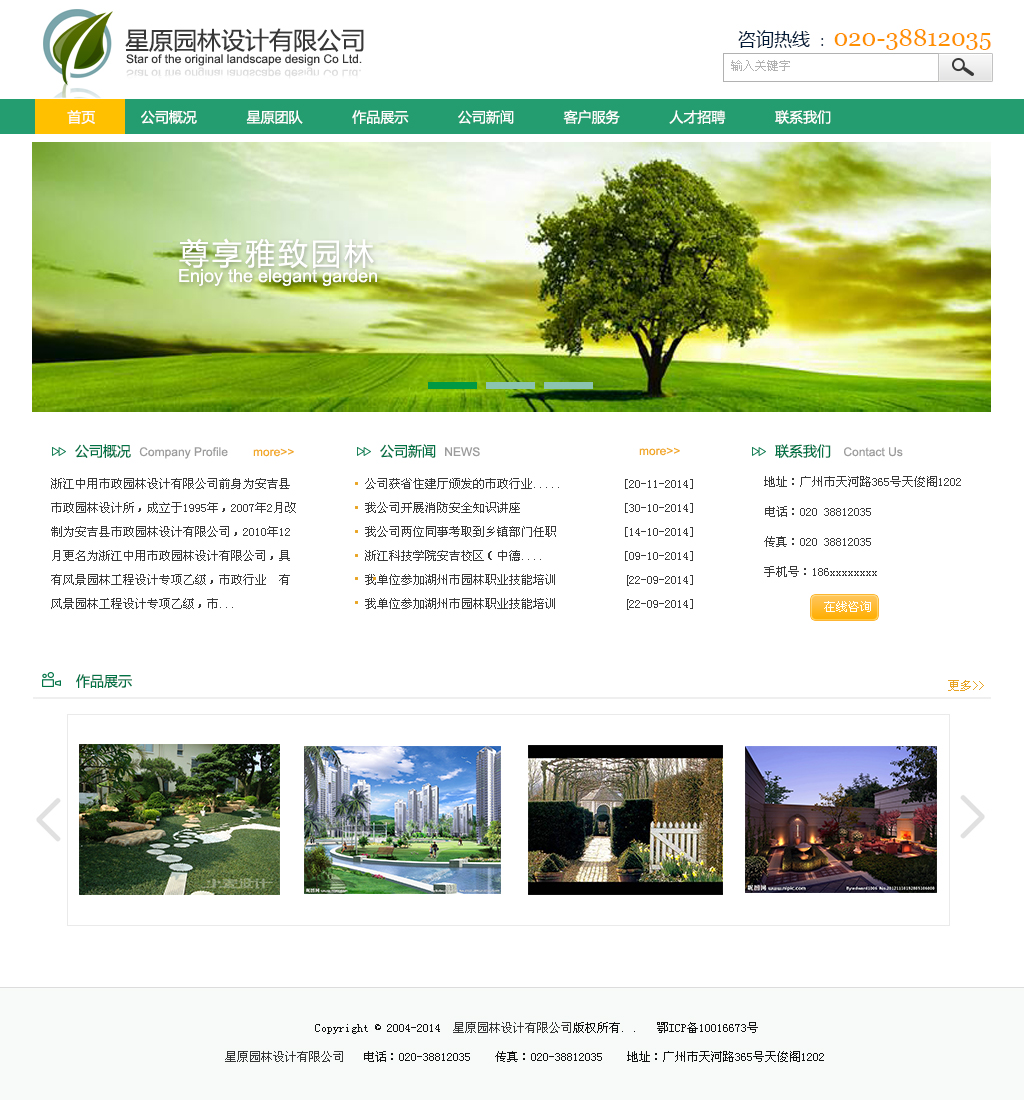 星原园林设计有限公司
Star of the original landscape design Co Ltd.
咨询热线 : 020-38812035
输入关键字
首页 公司概况 星原团队 作品展示 公司新闻 客户服务 人才招聘 联系我们
尊享雅致园林
Enjoy the elegant garden
公司概况 Company Profile more>>
浙江中用市政园林设计有限公司前身为安吉县
市政园林设计所，成立于1995年，2007年2月改
制为安吉县市政园林设计有限公司，2010年12
月更名为浙江中用市政园林设计有限公司，具
有风景园林工程设计专项乙级，市政行业 有
风景园林工程设计专项乙级，市...
公司新闻 NEWS more>>
公司获省住建厅颁发的市政行业..... [20-11-2014]
我公司开展消防安全知识讲座 [30-10-2014]
我公司两位同事考取到乡镇部门任职 [14-10-2014]
浙江科技学院安吉校区（中德.... [09-10-2014]
我单位参加湖州市园林职业技能培训 [22-09-2014]
我单位参加湖州市园林职业技能培训 [22-09-2014]
联系我们 Contact Us
地址：广州市天河路365号天俊阁1202
电话：020 38812035
传真：020 38812035
手机号：186xxxxxxxx
在线咨询
作品展示
更多>>
昵图网 www.nipic.com
Copyright © 2004-2014 星原园林设计有限公司版权所有. . 鄂ICP备10016673号
星原园林设计有限公司 电话：020-38812035 传真：020-38812035 地址：广州市天河路365号天俊阁1202